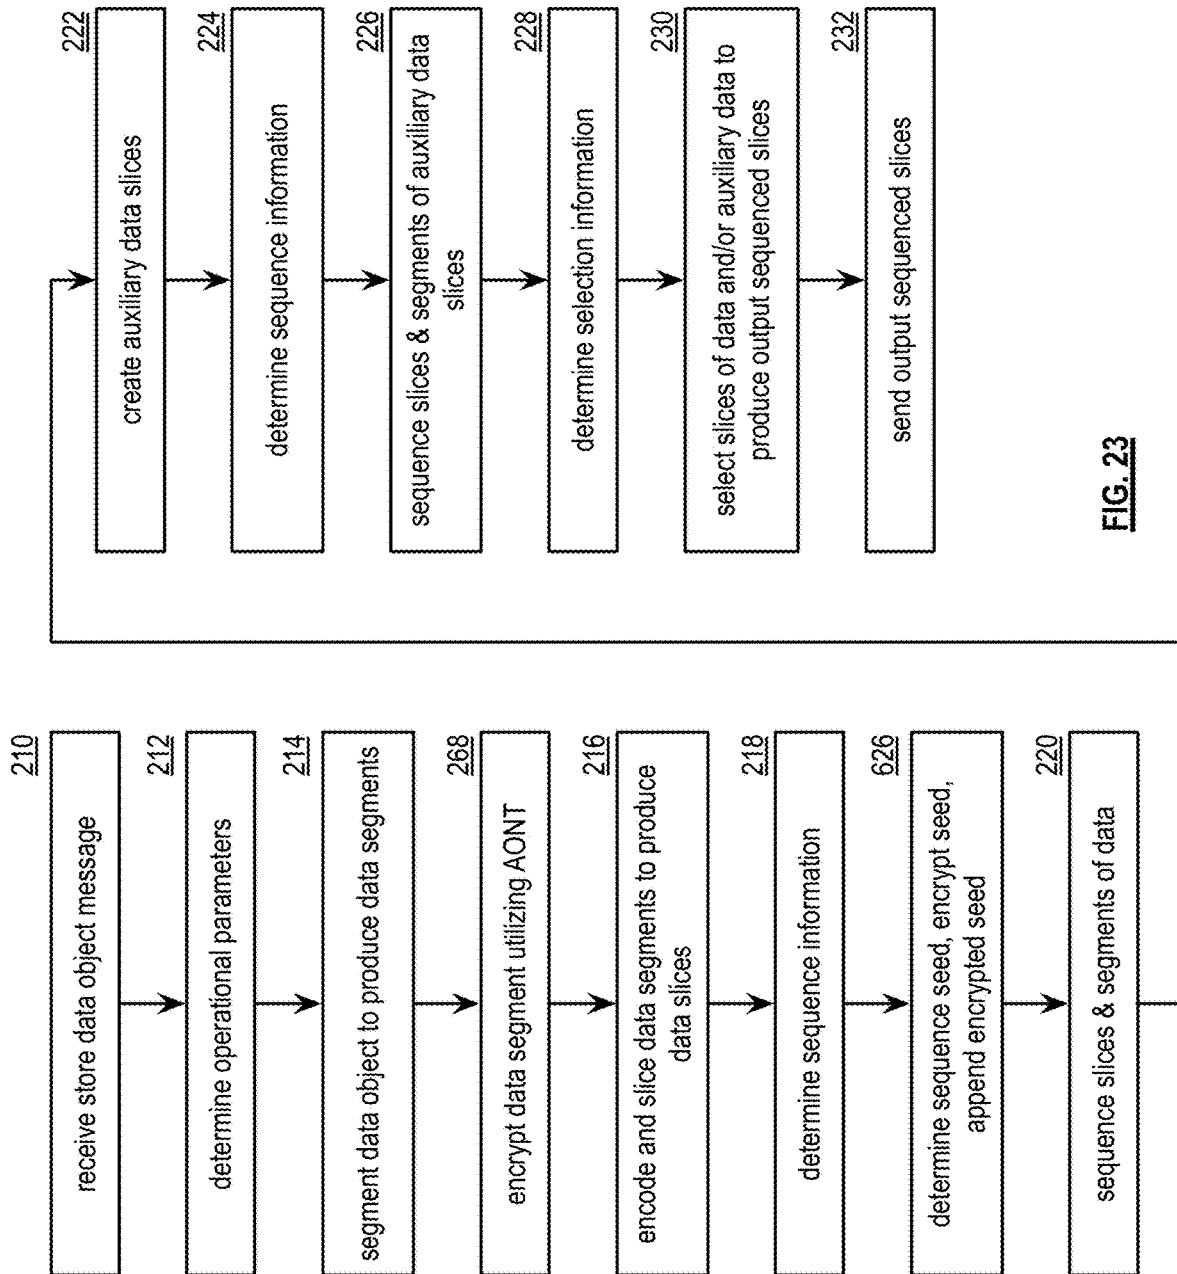 210
receive store data object message
212
determine operational parameters
214
segment data object to produce data segments
268
encrypt data segment utilizing AONT
216
encode and slice data segments to produce
data slices
218
determine sequence information
626
determine sequence seed, encrypt seed,
append encrypted seed
220
sequence slices & segments of data
222
create auxiliary data slices
224
determine sequence information
226
sequence slices & segments of auxiliary data
slices
228
determine selection information
230
select slices of data and/or auxiliary data to
produce output sequenced slices
232
send output sequenced slices
FIG. 23